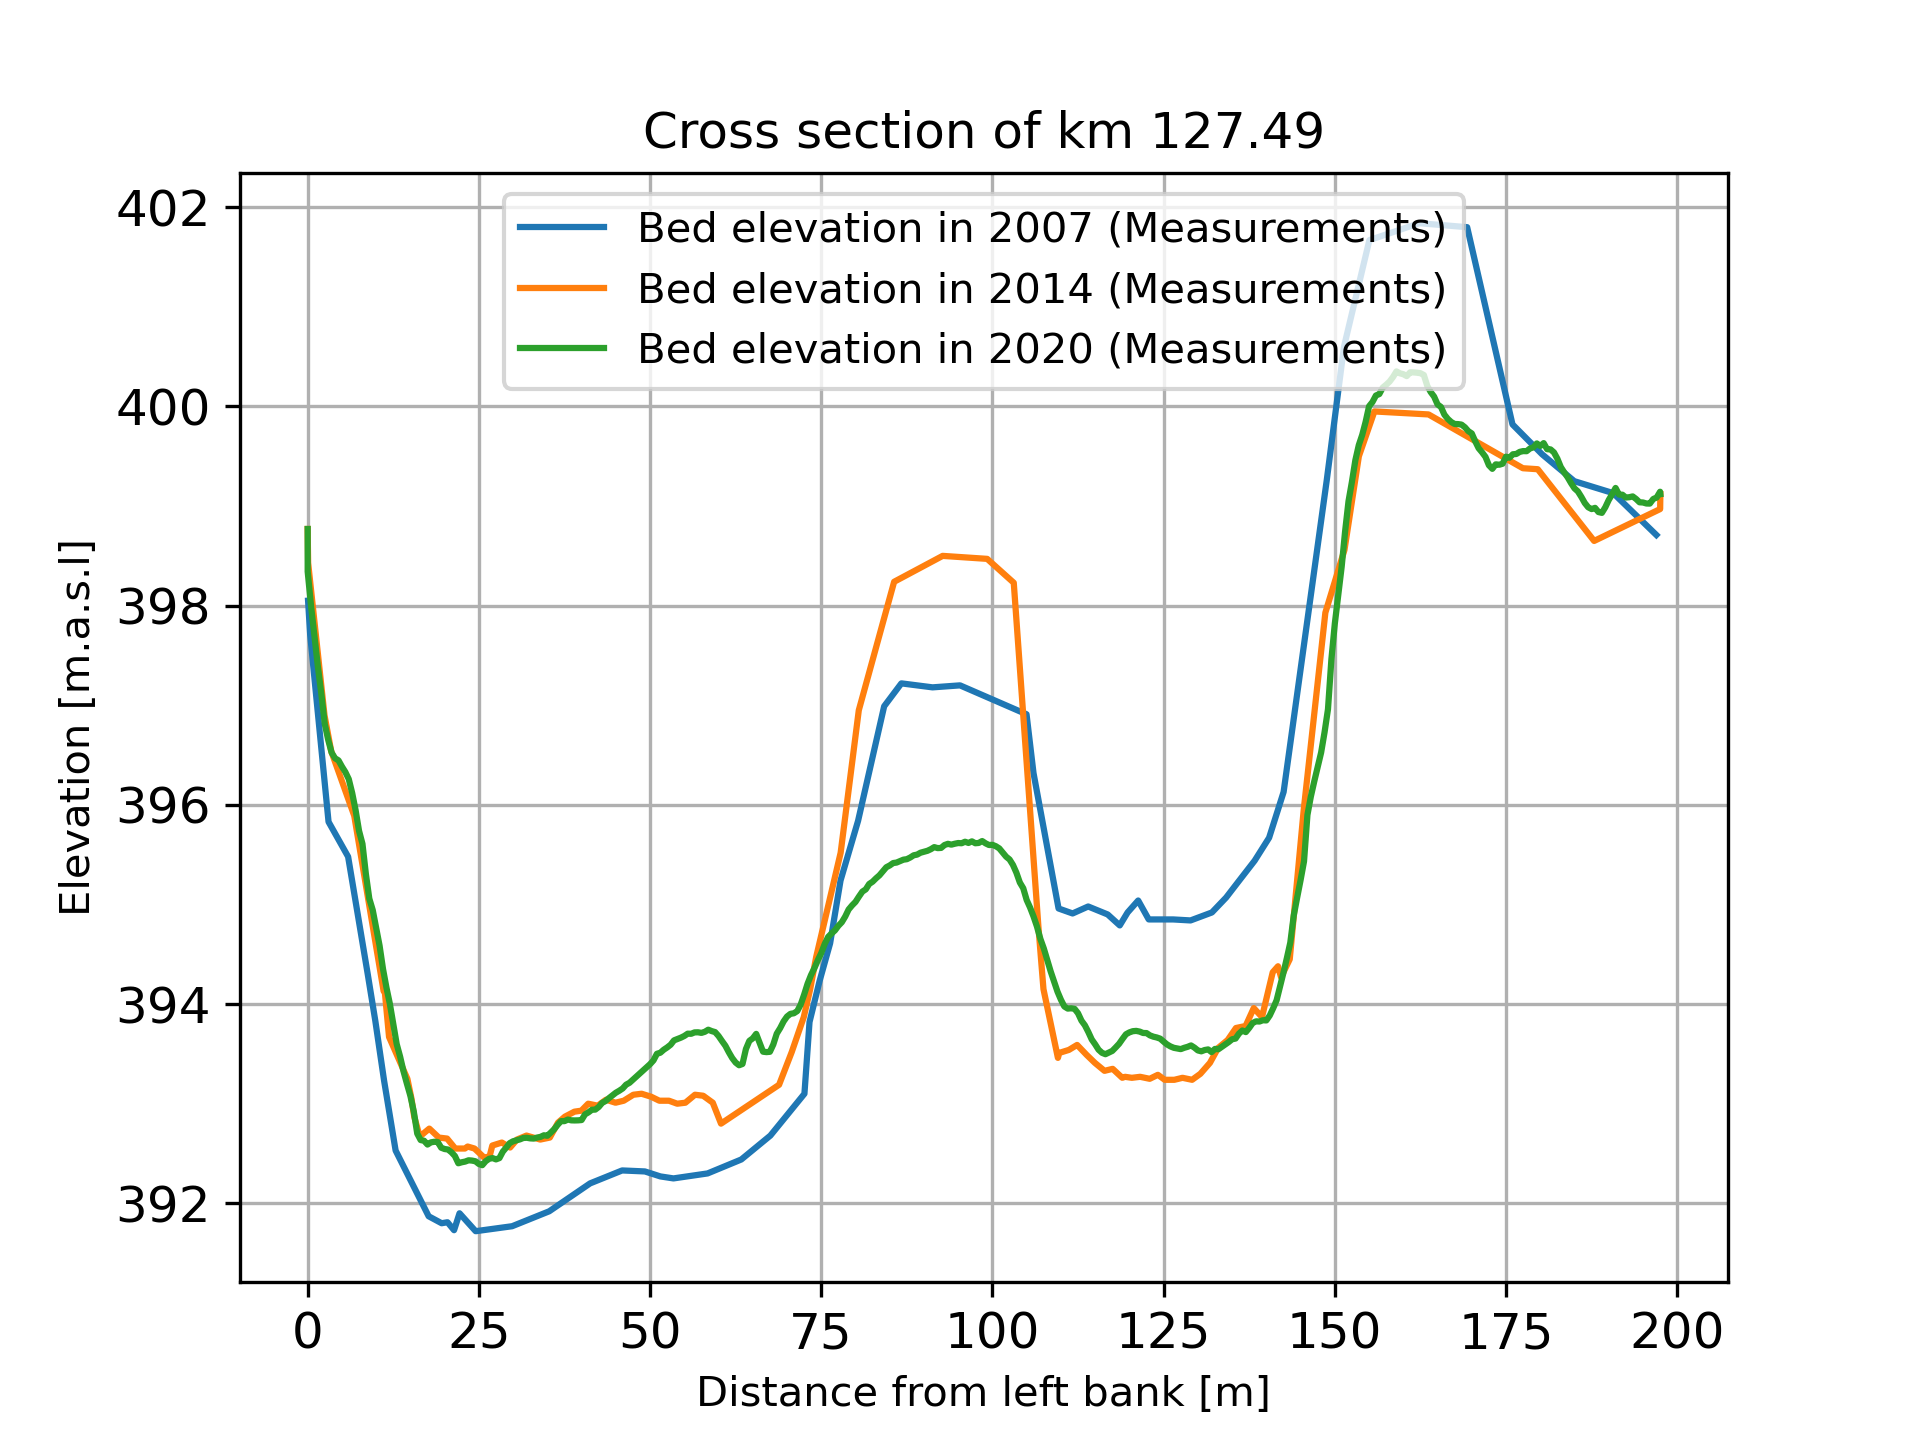 Cross section of km 127.49
Bed elevation in 2007 (Measurements)
Bed elevation in 2014 (Measurements)
Bed elevation in 2020 (Measurements)
Elevation [m.a.s.l]
402
400
398
396
394
392
0 25 50 75 100 125 150 175 200
Distance from left bank [m]